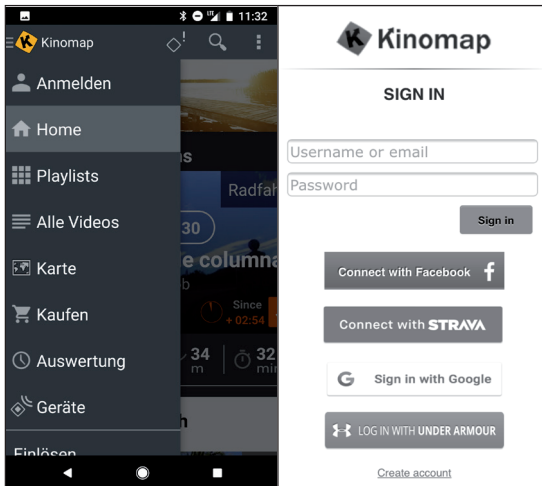 11:32
Kinomap
Anmelden
Home
Playlists
Alle Videos
Karte
Kaufen
Auswertung
Geräte
Einlösen
s
Radfah
30
e columna
b
Since
+ 02:54
34
m
32
min
h
Kinomap
SIGN IN
Username or email
Password
Sign in
Connect with Facebook f
Connect with STRAVA
G Sign in with Google
LOG IN WITH UNDER ARMOUR
Create account